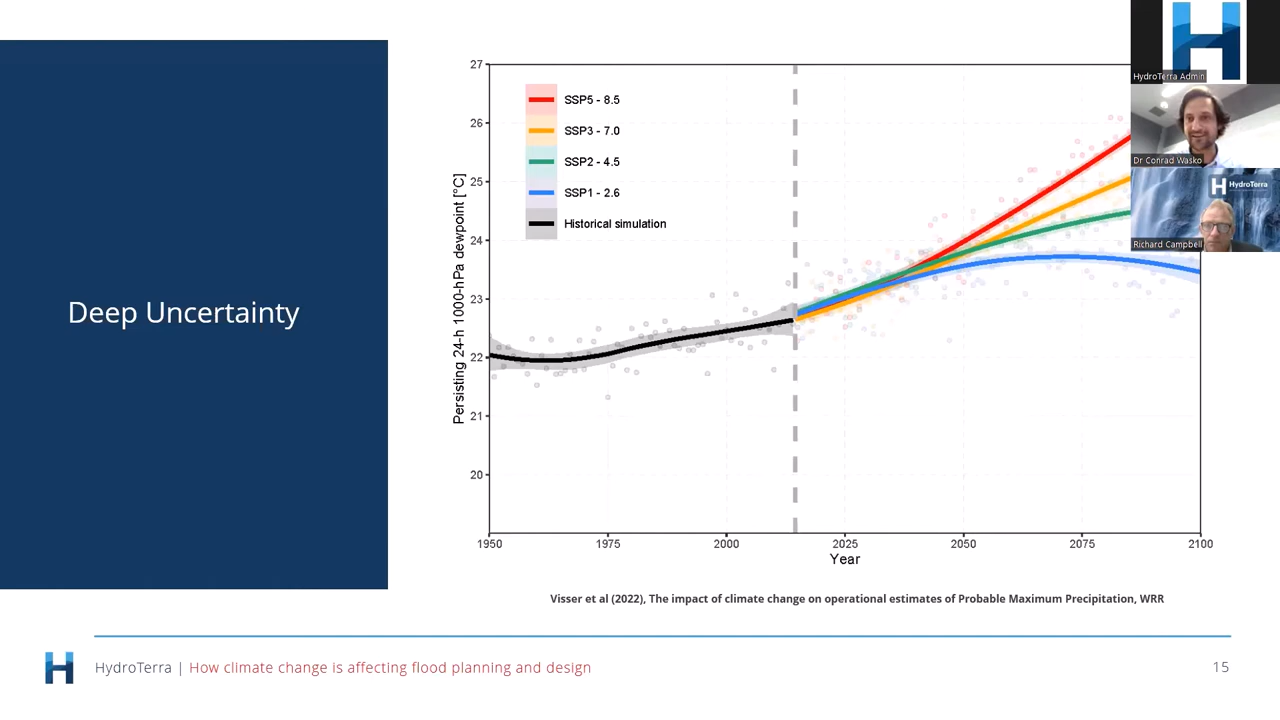 Deep Uncertainty
27
26
25
24
23
22
21
20
Persisting 24-h 1000-hPa dewpoint [°C]
SSP5 - 8.5
SSP3 - 7.0
SSP2 - 4.5
SSP1 - 2.6
Historical simulation
1950
1975
2000
2025
2050
2075
2100
Year
HydroTerra Admin
Dr Conrad Wasko
HydroTerra
Richard Campbell
Visser et al (2022), The impact of climate change on operational estimates of Probable Maximum Precipitation, WRR
HydroTerra | How climate change is affecting flood planning and design
15